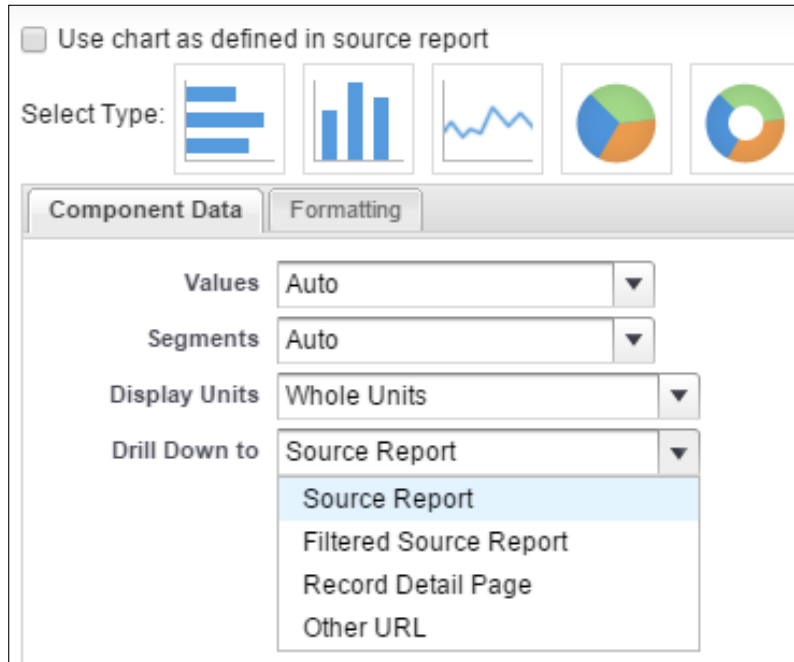 Use chart as defined in source report
Select Type:
Component Data Formatting
Values Auto
Segments Auto
Display Units Whole Units
Drill Down to Source Report
Source Report
Filtered Source Report
Record Detail Page
Other URL